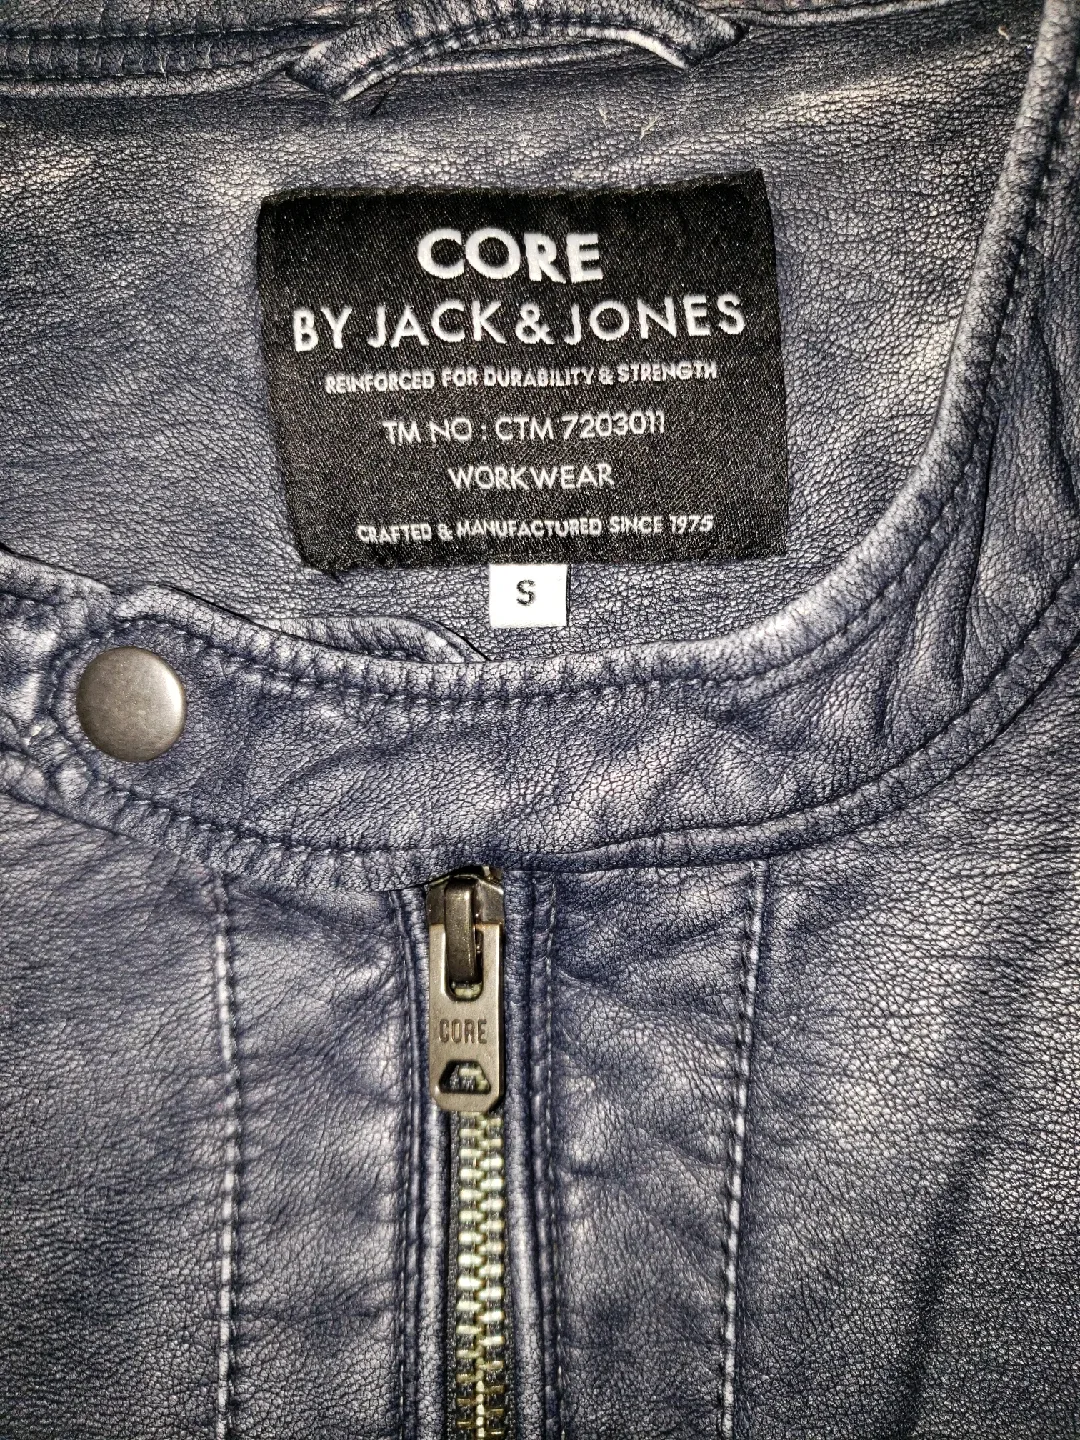 CORE
BY JACK & JONES
REINFORCED FOR DURABILITY & STRENGTH
TM NO : CTM 7203011
WORKWEAR
CRAFTED & MANUFACTURED SINCE 1975
S
CORE